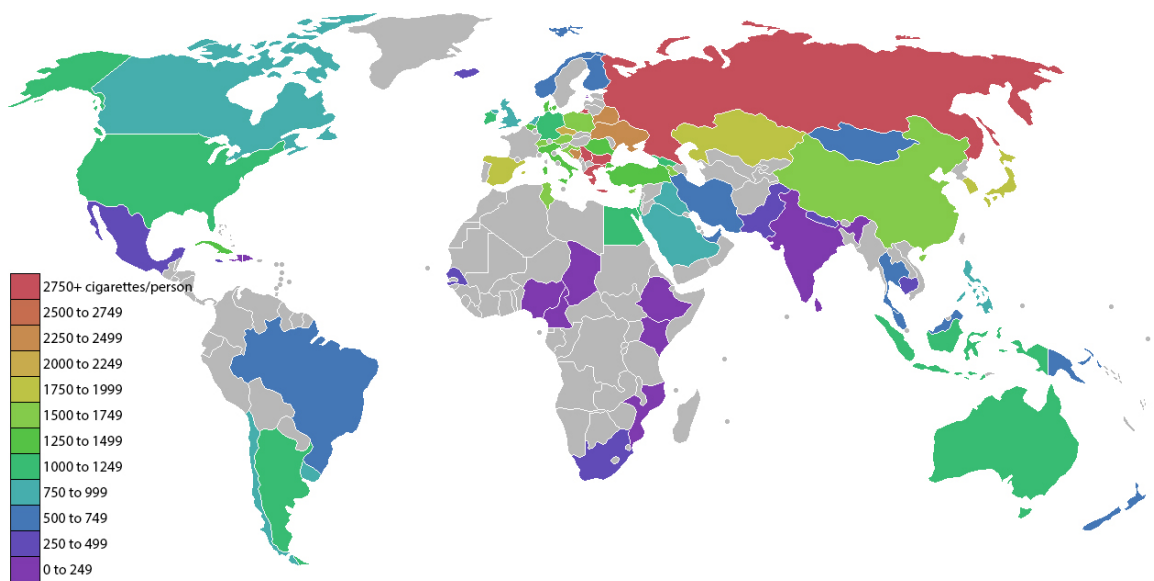 2750+ cigarettes/person
2500 to 2749
2250 to 2499
2000 to 2249
1750 to 1999
1500 to 1749
1250 to 1499
1000 to 1249
750 to 999
500 to 749
250 to 499
0 to 249